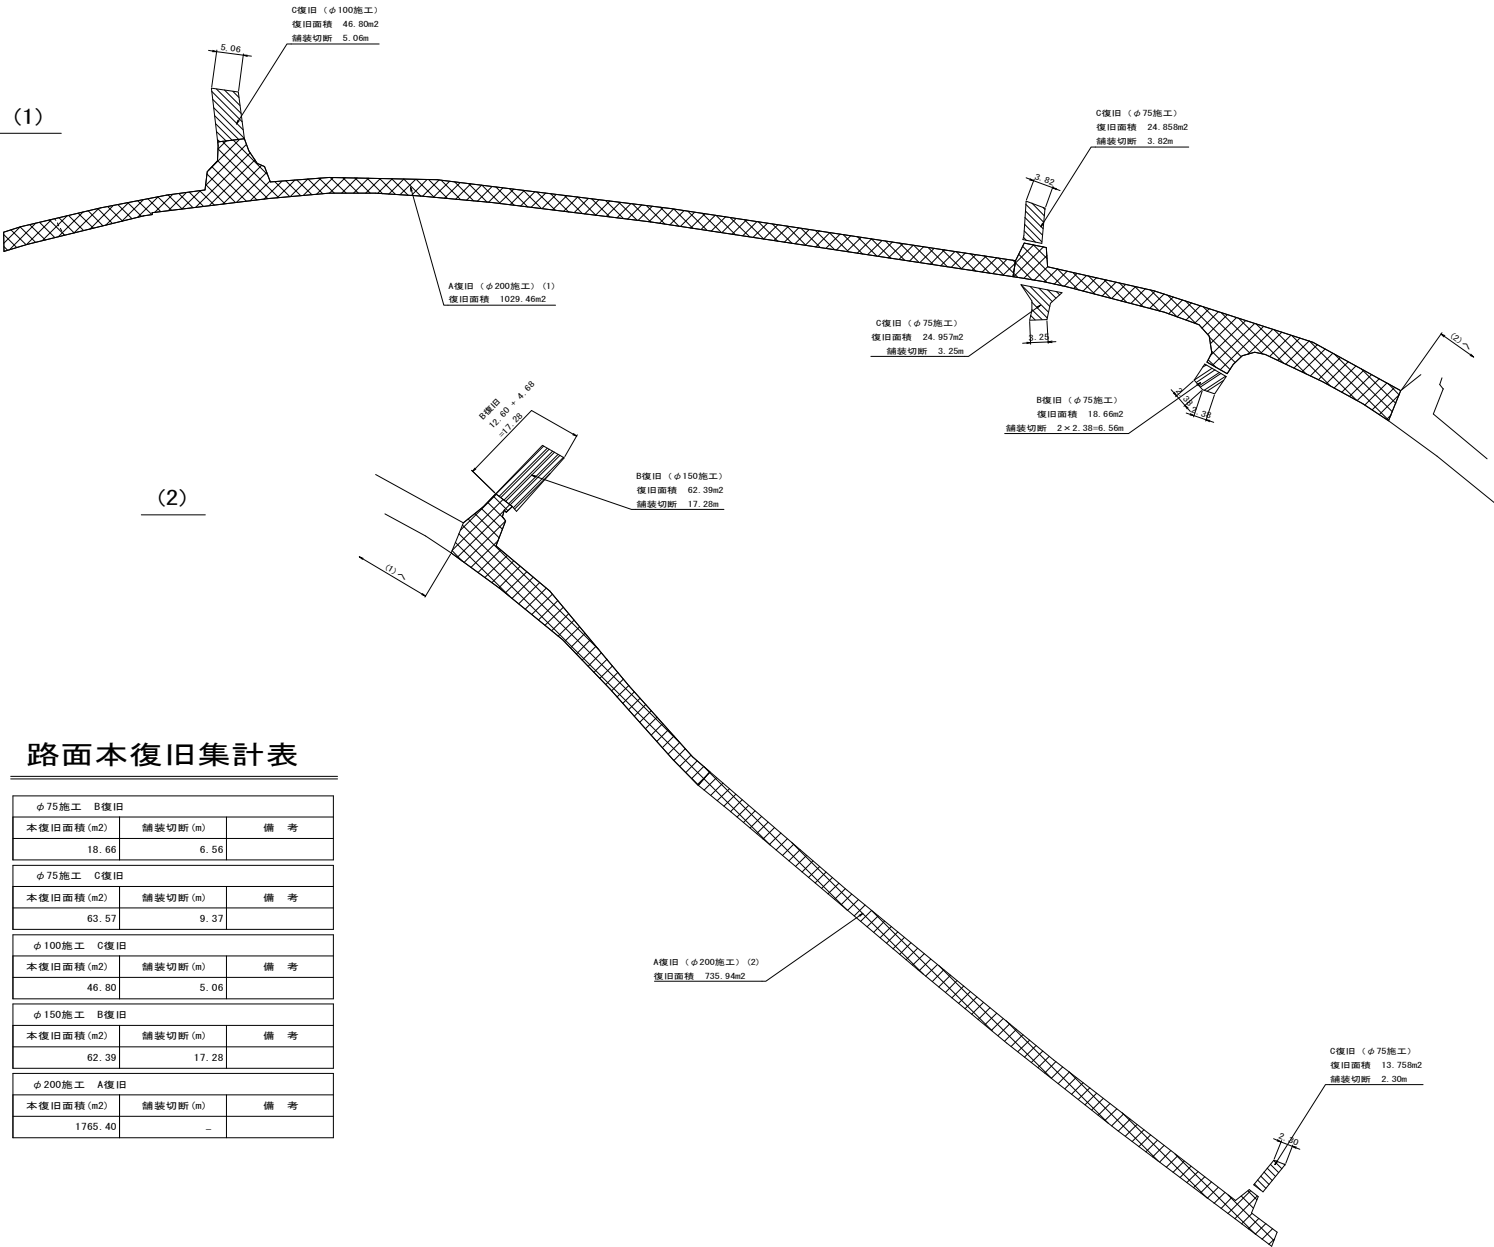 C復旧（φ100施工）
復旧面積　46.80m2
舗装切断　5.06m
5.06
(1)
C復旧（φ75施工）
復旧面積　24.858m2
舗装切断　3.82m
3.82
A復旧（φ200施工）(1)
復旧面積　1029.46m2
C復旧（φ75施工）
復旧面積　24.957m2
舗装切断　3.25m
3.25
(2)へ
B復旧（φ75施工）
復旧面積　18.66m2
舗装切断　2×2.38=6.56m
2.38
2.38
B復旧
12.60 + 4.68
=17.28
B復旧（φ150施工）
復旧面積　62.39m2
舗装切断　17.28m
(2)
(1)へ
路面本復旧集計表
φ75施工　B復旧
本復旧面積(m2)　舗装切断(m)　備　考
18.66　6.56
φ75施工　C復旧
本復旧面積(m2)　舗装切断(m)　備　考
63.57　9.37
φ100施工　C復旧
本復旧面積(m2)　舗装切断(m)　備　考
46.80　5.06
φ150施工　B復旧
本復旧面積(m2)　舗装切断(m)　備　考
62.39　17.28
φ200施工　A復旧
本復旧面積(m2)　舗装切断(m)　備　考
1765.40　–
A復旧（φ200施工）(2)
復旧面積　735.94m2
C復旧（φ75施工）
復旧面積　13.758m2
舗装切断　2.30m
2.30